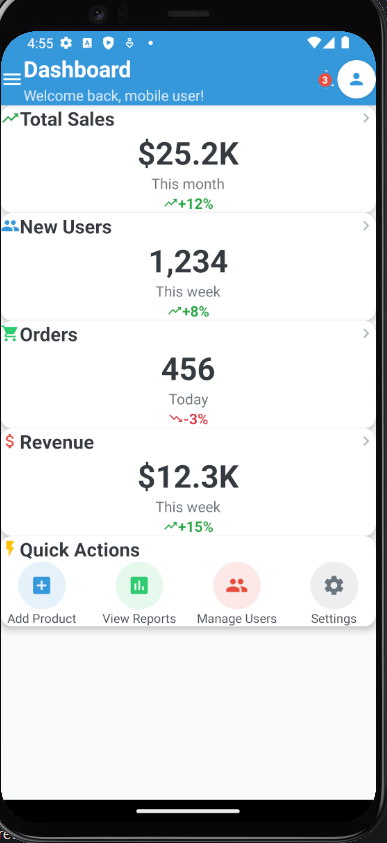 4:55
Dashboard
Welcome back, mobile user!
3
Total Sales
$25.2K
This month
+12%
New Users
1,234
This week
+8%
Orders
456
Today
-3%
Revenue
$12.3K
This week
+15%
Quick Actions
Add Product View Reports Manage Users Settings